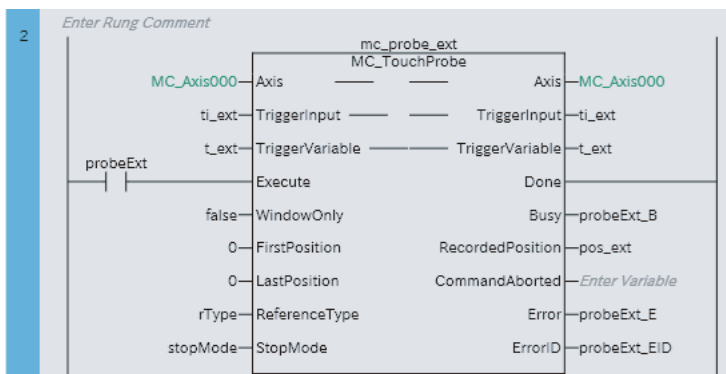 Enter Rung Comment
2
mc_probe_ext
MC_TouchProbe
MC_Axis000 Axis Axis MC_Axis000
ti_ext TriggerInput TriggerInput ti_ext
t_ext TriggerVariable TriggerVariable t_ext
probeExt
Execute Done
false WindowOnly Busy probeExt_B
0 FirstPosition RecordedPosition pos_ext
0 LastPosition CommandAborted Enter Variable
rType ReferenceType Error probeExt_E
stopMode StopMode ErrorID probeExt_EID